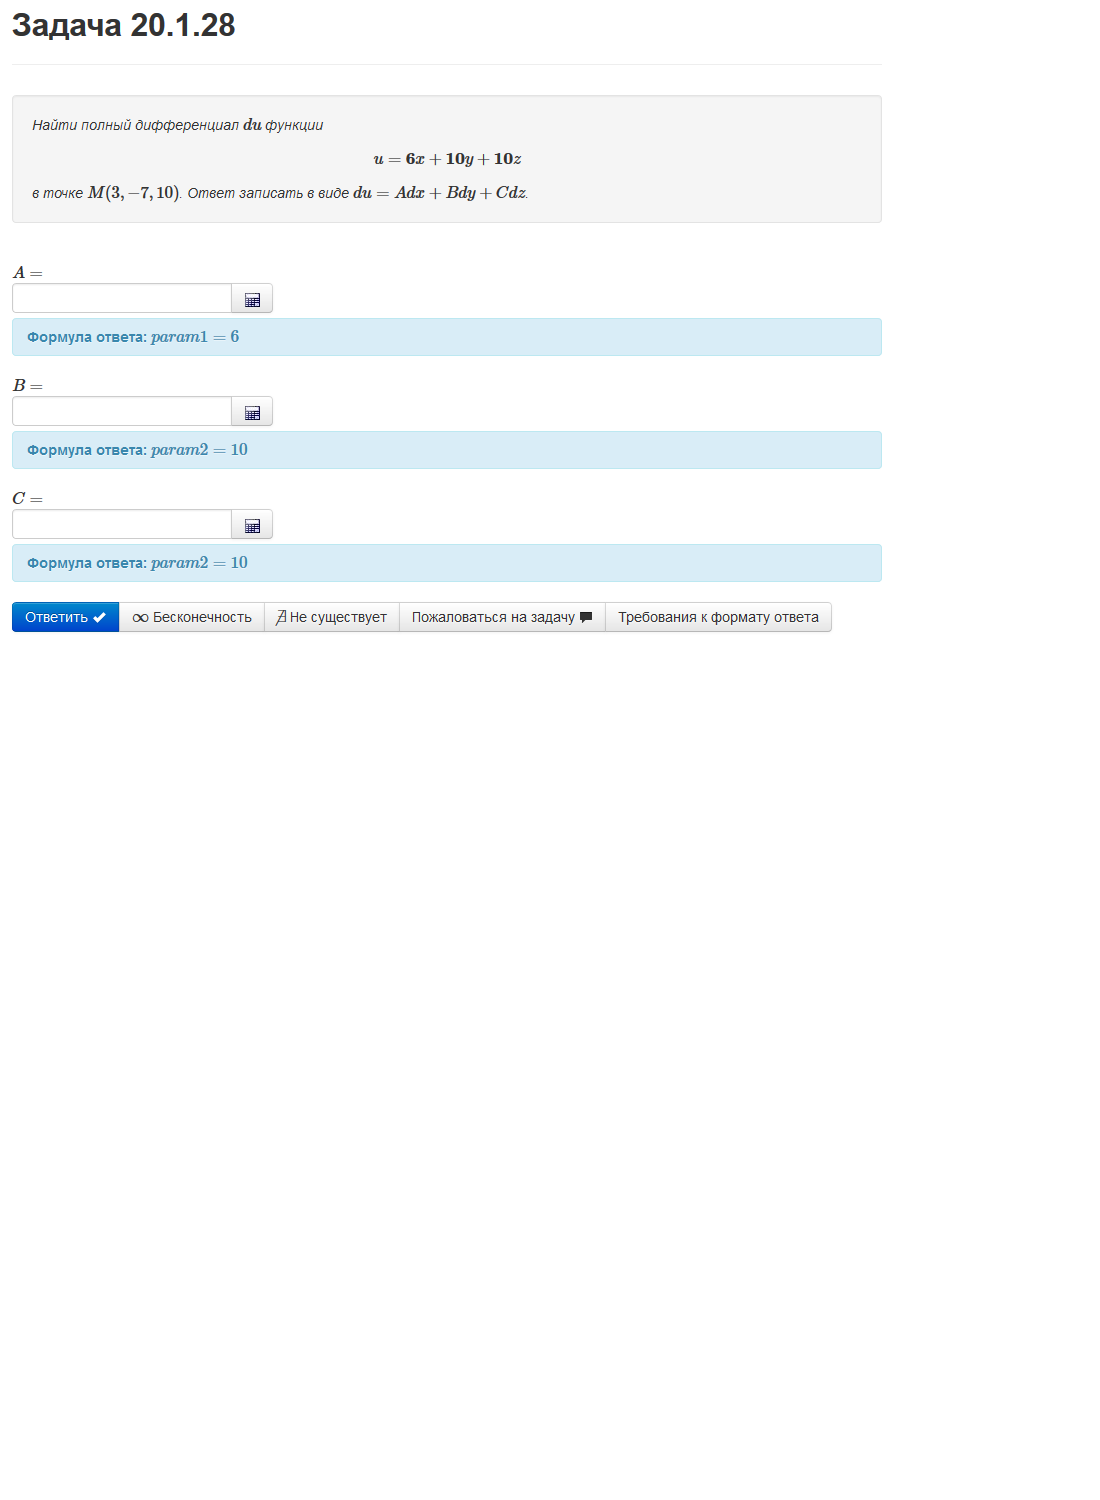 Задача 20.1.28
Найти полный дифференциал du функции
u = 6x + 10y + 10z
в точке M(3, −7, 10). Ответ записать в виде du = Adx + Bdy + Cdz.
A =
Формула ответа: param1 = 6
B =
Формула ответа: param2 = 10
C =
Формула ответа: param2 = 10
Ответить ✔ ∞ Бесконечность ∄ Не существует Пожаловаться на задачу Требования к формату ответа